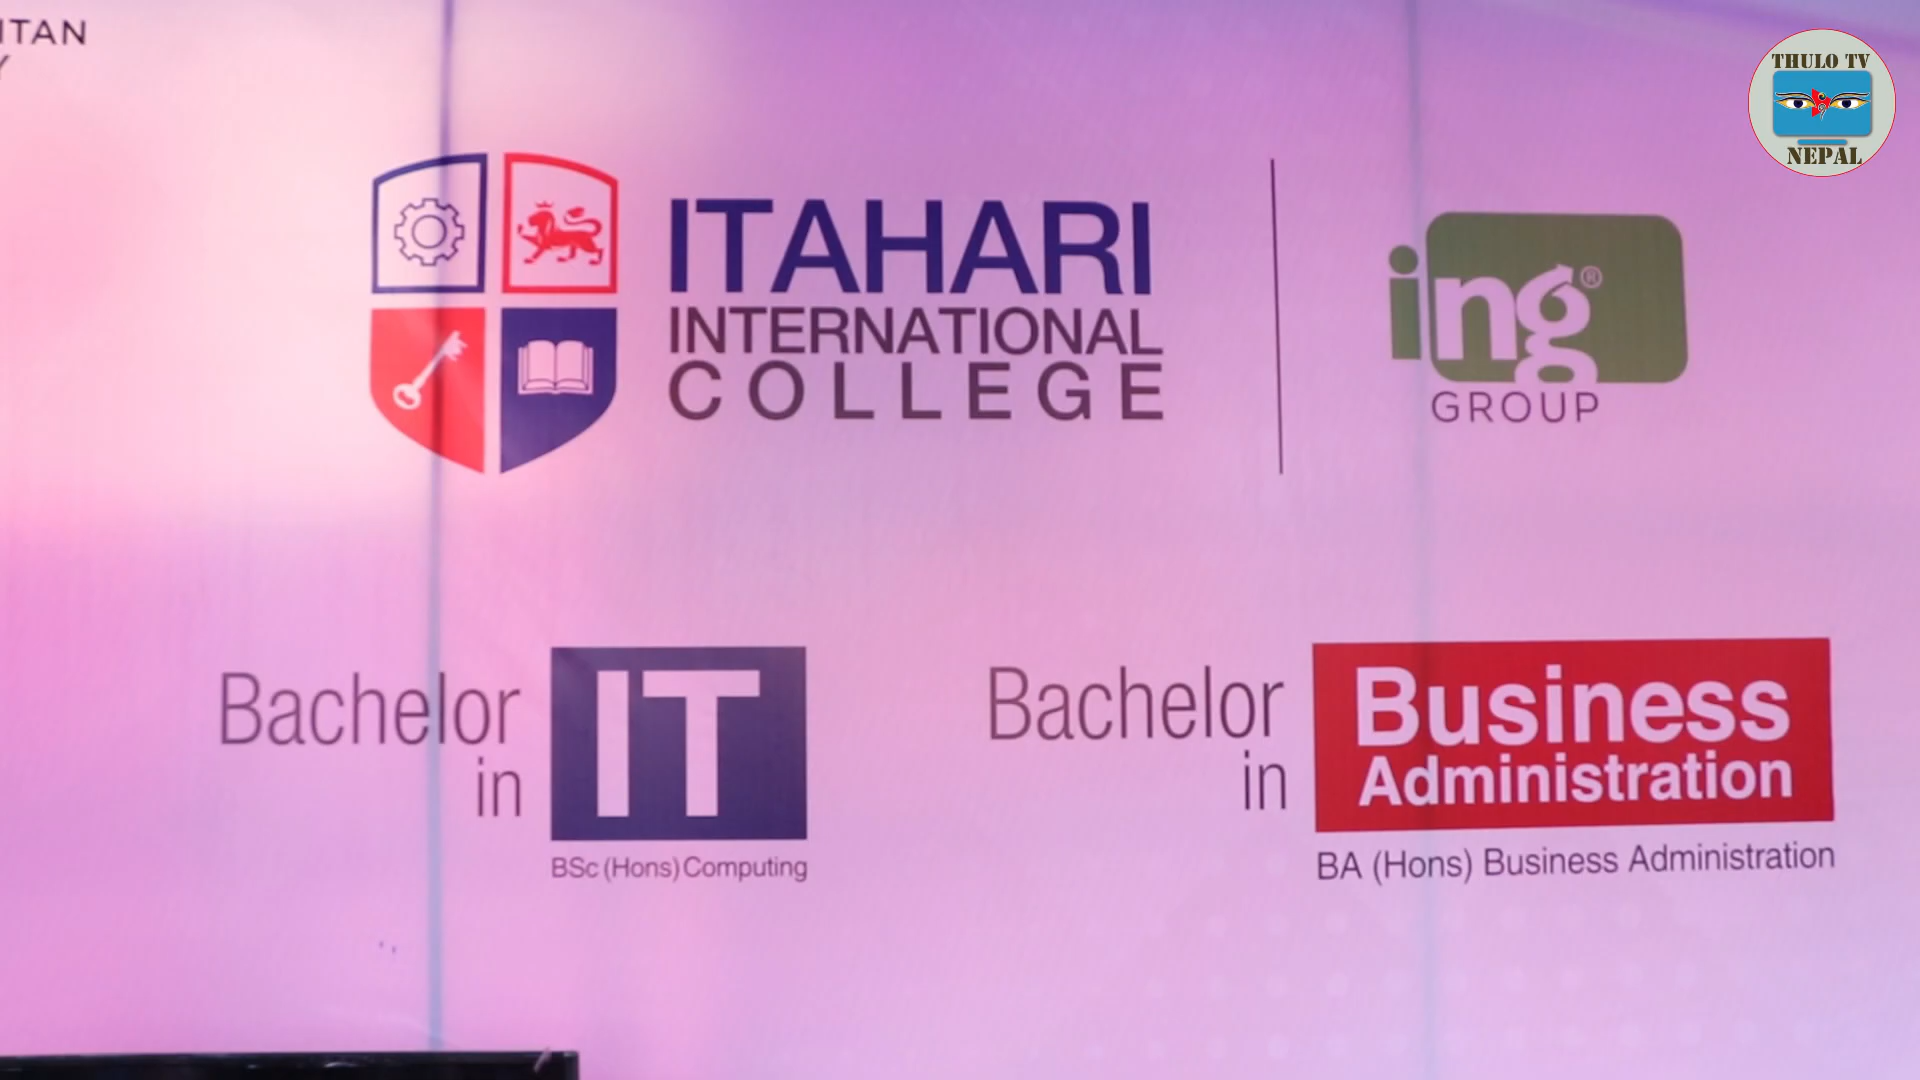 THULO TV
NEPAL
ITAHARI
INTERNATIONAL
COLLEGE
ing®
GROUP
Bachelor
in
IT
BSc (Hons) Computing
Bachelor
in
Business
Administration
BA (Hons) Business Administration